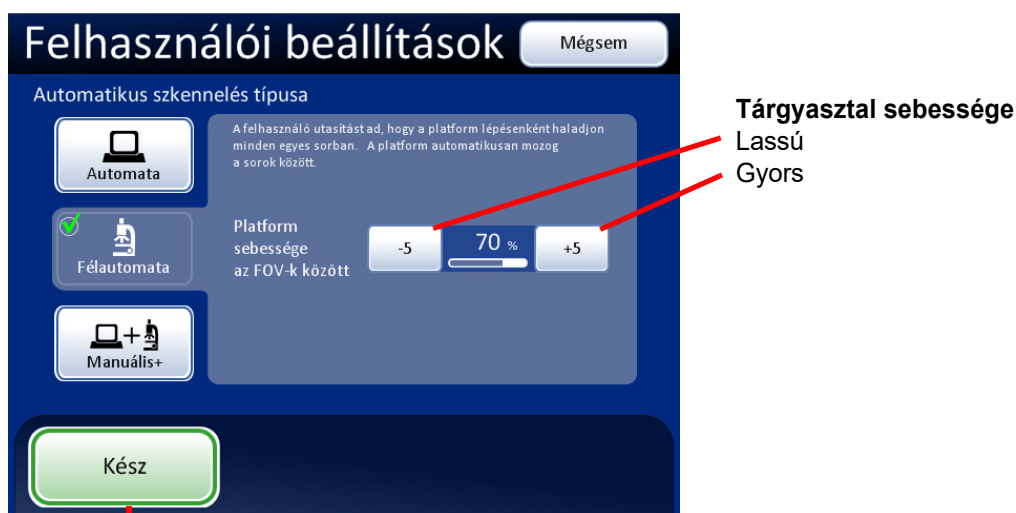 Felhasználói beállítások
Mégsem
Automatikus szkennelés típusa
Automata
A felhasználó utasítást ad, hogy a platform lépésenként haladjon
minden egyes sorban. A platform automatikusan mozog
a sorok között.
Félautomata
Platform
sebessége
az FOV-k között
-5
70 %
+5
Manuális+
Kész
Tárgyasztal sebessége
Lassú
Gyors